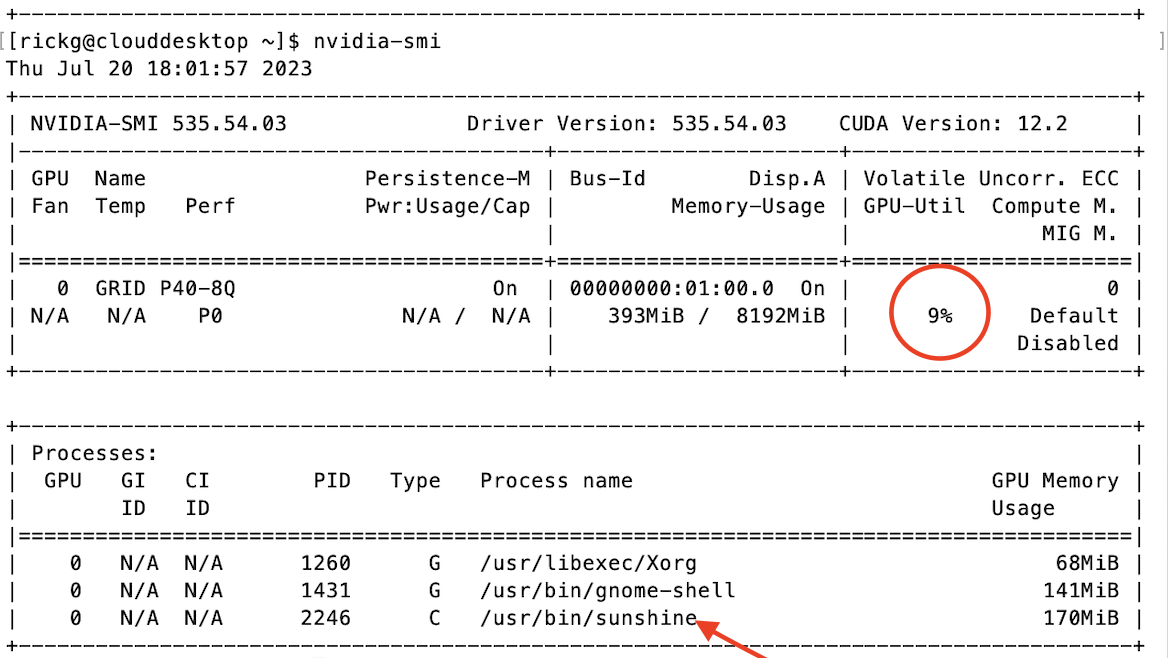 +-----------------------------------------------------------------------------------------+
[[rickg@clouddesktop ~]$ nvidia-smi ]
Thu Jul 20 18:01:57 2023
+-----------------------------------------------------------------------------------------+
| NVIDIA-SMI 535.54.03 Driver Version: 535.54.03 CUDA Version: 12.2 |
|-----------------------------------------+----------------------+----------------------+
| GPU Name Persistence-M | Bus-Id Disp.A | Volatile Uncorr. ECC |
| Fan Temp Perf Pwr:Usage/Cap | Memory-Usage | GPU-Util Compute M. |
| | | MIG M. |
|=========================================+======================+======================|
| 0 GRID P40-8Q On | 00000000:01:00.0 On | 0 |
| N/A N/A P0 N/A / N/A | 393MiB / 8192MiB | 9% Default |
| | | Disabled |
+-----------------------------------------+----------------------+----------------------+
+-----------------------------------------------------------------------------------------+
| Processes: |
| GPU GI CI PID Type Process name GPU Memory |
| ID ID Usage |
|=========================================================================================|
| 0 N/A N/A 1260 G /usr/libexec/Xorg 68MiB |
| 0 N/A N/A 1431 G /usr/bin/gnome-shell 141MiB |
| 0 N/A N/A 2246 C /usr/bin/sunshine 170MiB |
+-----------------------------------------------------------------------------------------+